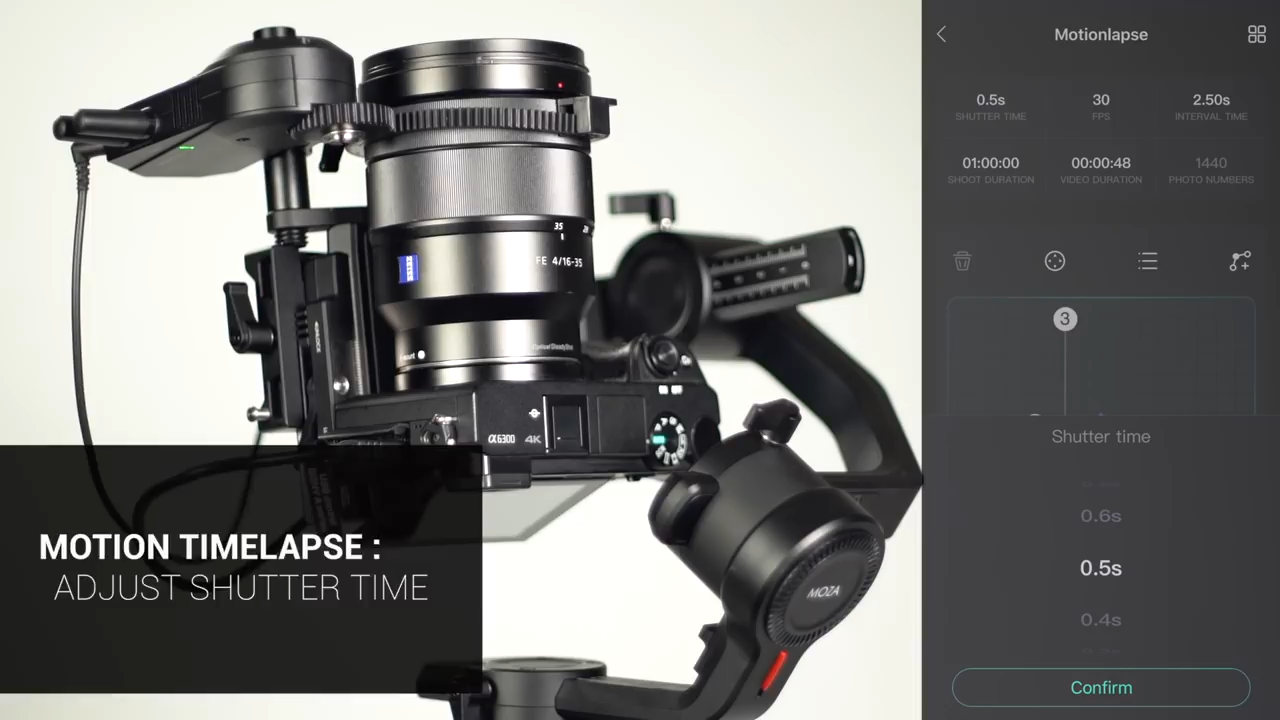 35
FE 4/16-35
ZEISS
α6300 4K
MOZA
MOTION TIMELAPSE :
ADJUST SHUTTER TIME
Motionlapse
0.5s 30 2.50s
SHUTTER TIME FPS INTERVAL TIME
01:00:00 00:00:48 1440
SHOOT DURATION VIDEO DURATION PHOTO NUMBERS
3
Shutter time
0.6s
0.5s
0.4s
Confirm